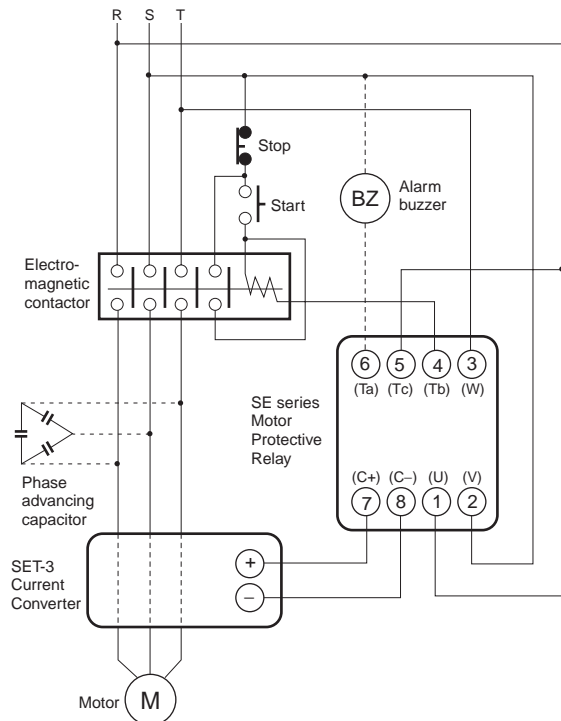 R S T
Stop
Start
BZ
Alarm
buzzer
Electro-
magnetic
contactor
6 5 4 3
(Ta) (Tc) (Tb) (W)
SE series
Motor
Protective
Relay
(C+) (C−) (U) (V)
7 8 1 2
Phase
advancing
capacitor
SET-3
Current
Converter
+
−
Motor
M